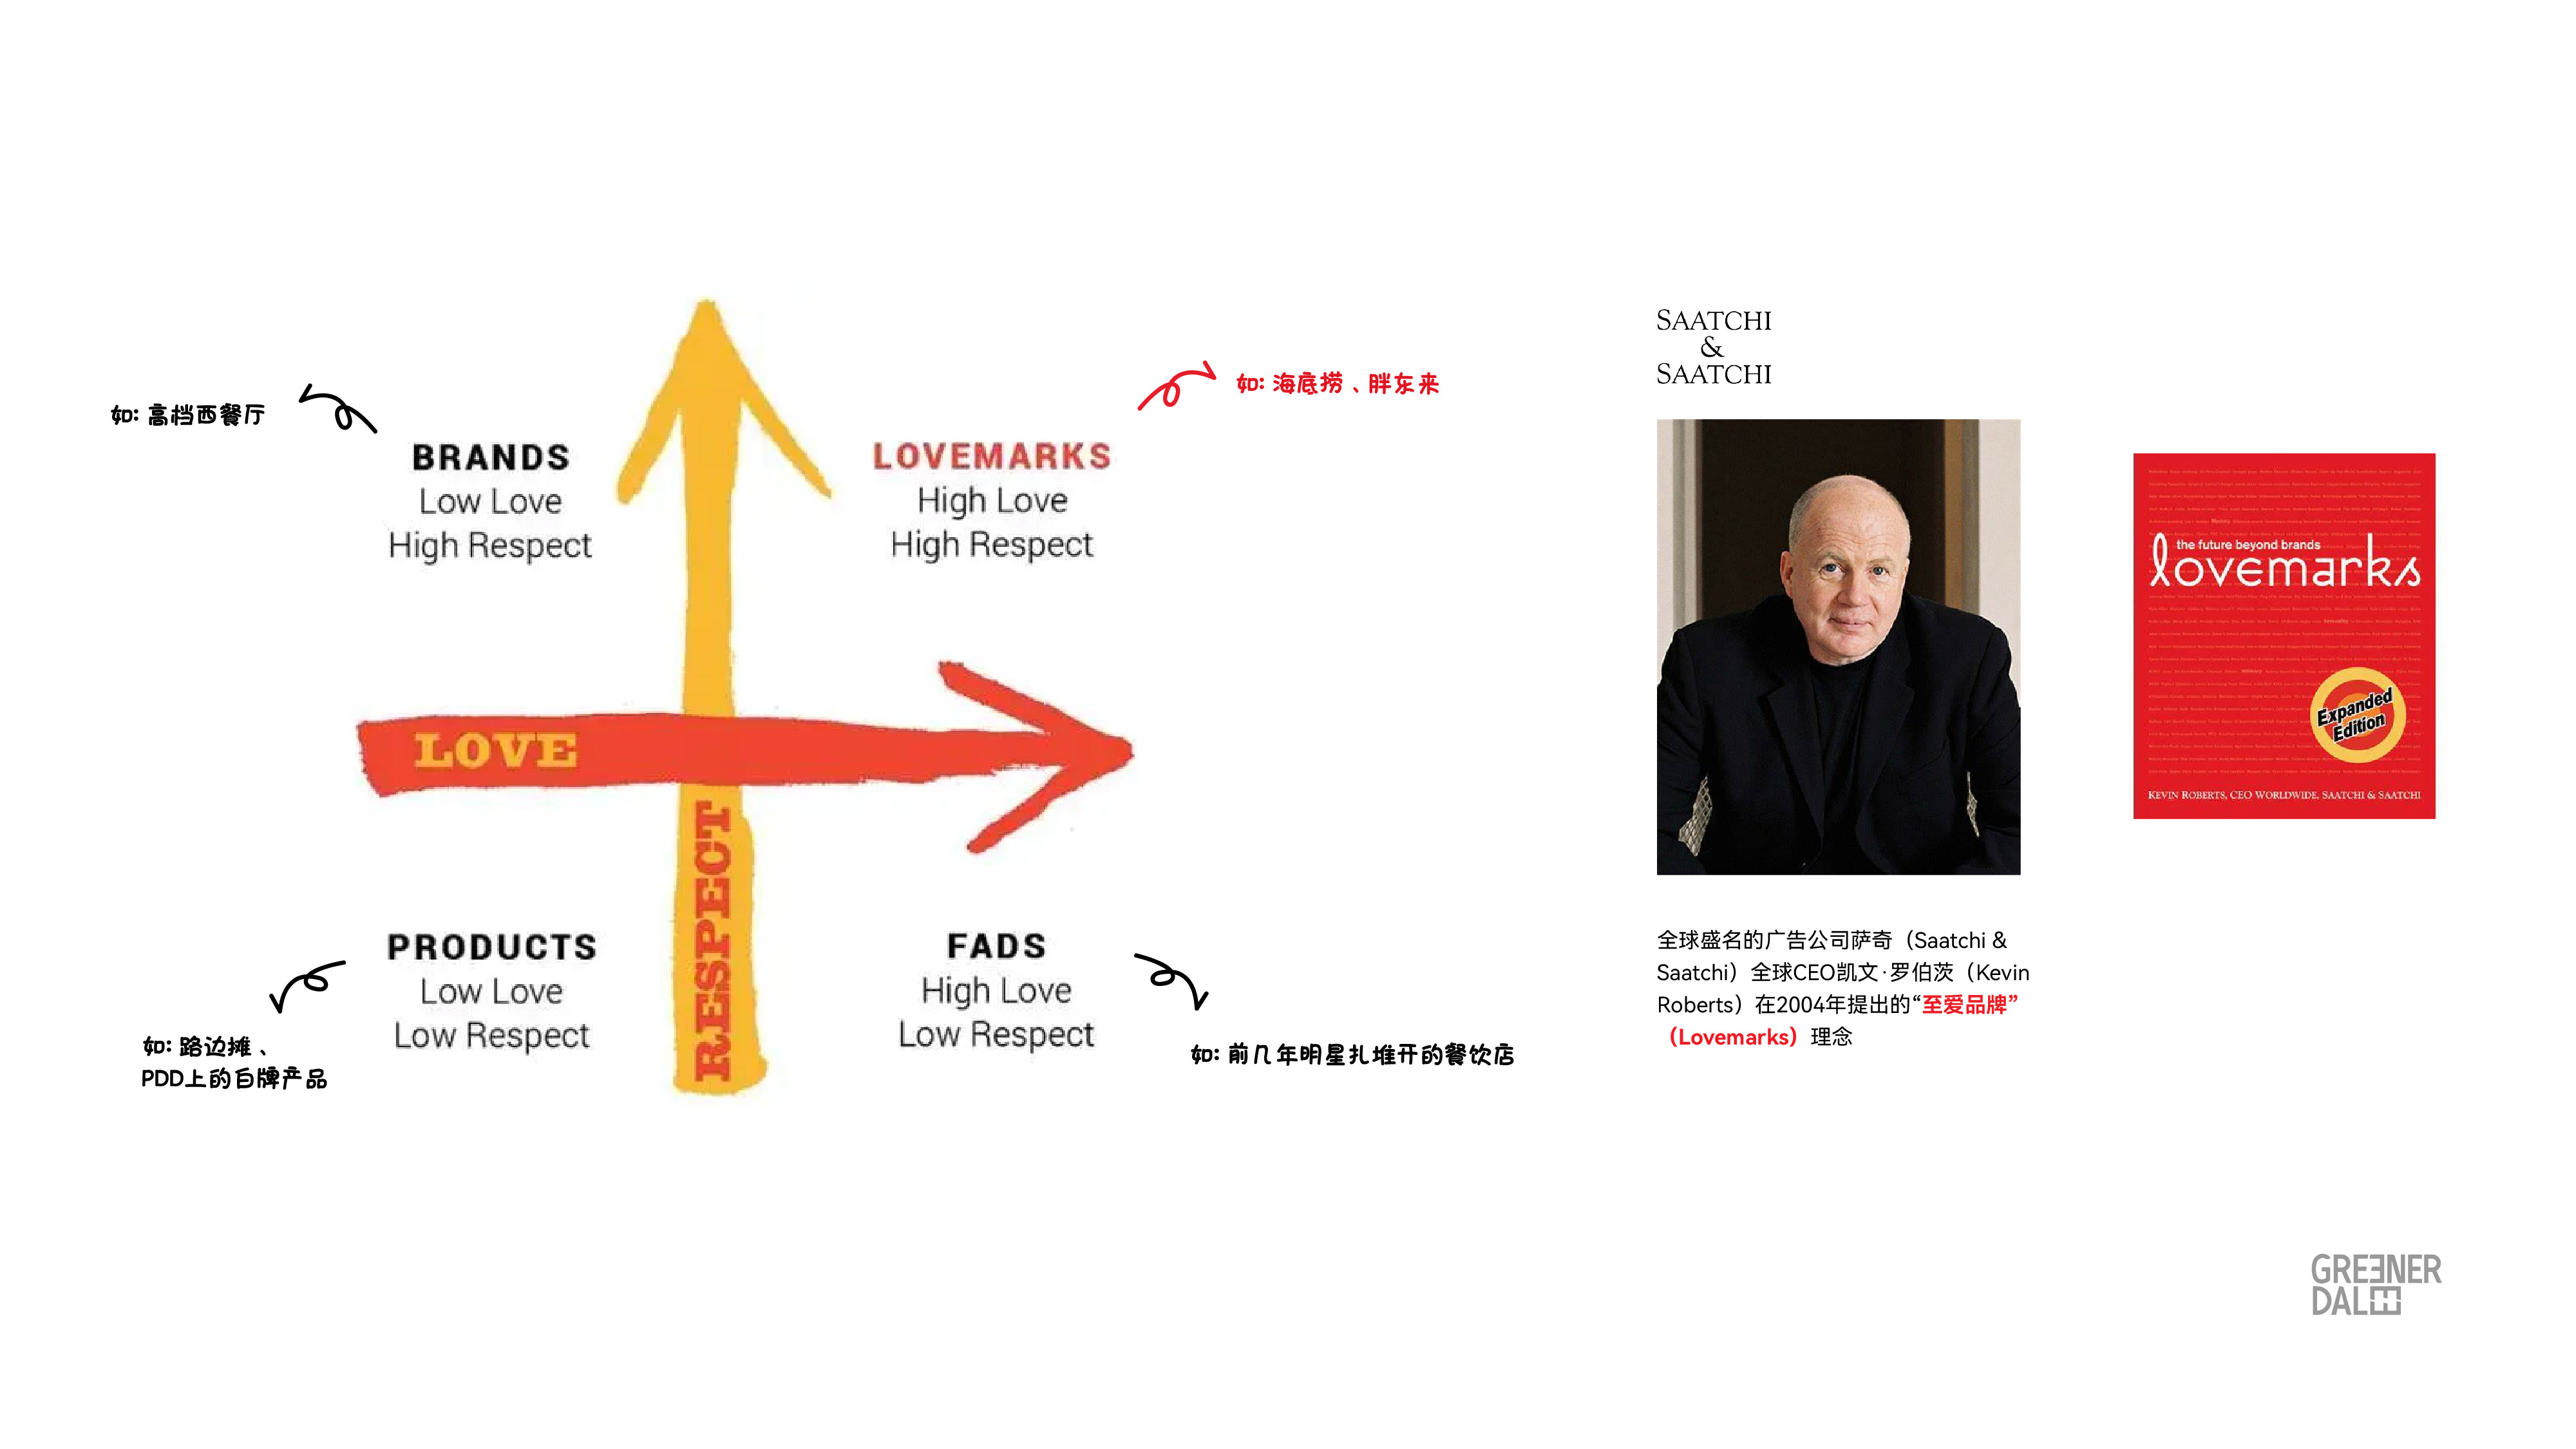 如: 高档西餐厅
BRANDS
Low Love
High Respect
LOVEMARKS
High Love
High Respect
如: 海底捞、胖东来
LOVE
RESPECT
PRODUCTS
Low Love
Low Respect
如: 路边摊、
PDD上的白牌产品
FADS
High Love
Low Respect
如: 前几年明星扎堆开的餐饮店
SAATCHI
&
SAATCHI
the future beyond brands
lovemarks
Expanded
Edition
KEVIN ROBERTS, CEO WORLDWIDE, SAATCHI & SAATCHI
全球盛名的广告公司萨奇（Saatchi &
Saatchi）全球CEO凯文·罗伯茨（Kevin
Roberts）在2004年提出的“至爱品牌”
（Lovemarks）理念
GREENER
DAL